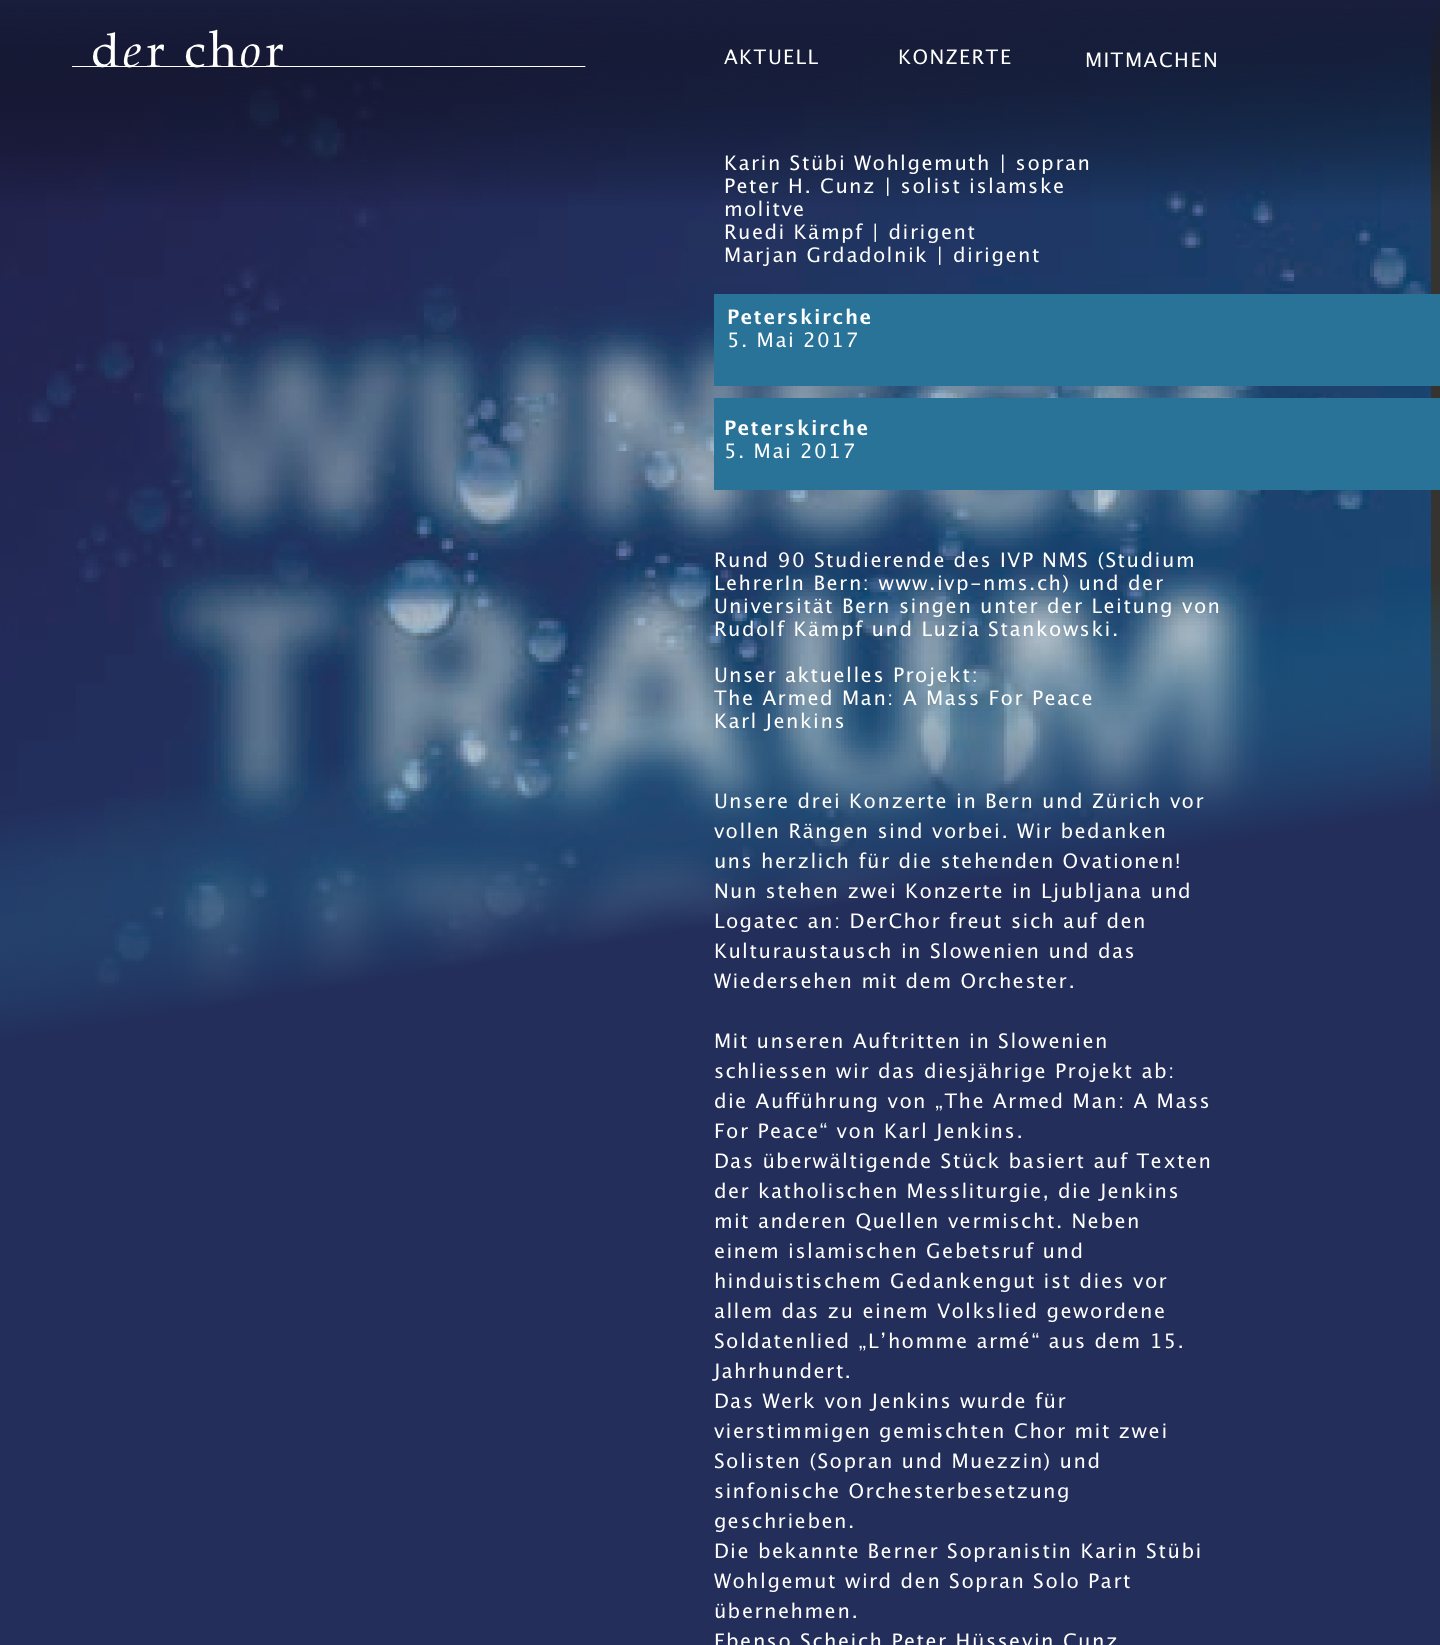 der chor
AKTUELL
KONZERTE
MITMACHEN
Karin Stübi Wohlgemuth | sopran
Peter H. Cunz | solist islamske
molitve
Ruedi Kämpf | dirigent
Marjan Grdadolnik | dirigent
Peterskirche
5. Mai 2017
Peterskirche
5. Mai 2017
WUNSCH
TRAUM
Rund 90 Studierende des IVP NMS (Studium
LehrerIn Bern: www.ivp-nms.ch) und der
Universität Bern singen unter der Leitung von
Rudolf Kämpf und Luzia Stankowski.
Unser aktuelles Projekt:
The Armed Man: A Mass For Peace
Karl Jenkins
Unsere drei Konzerte in Bern und Zürich vor
vollen Rängen sind vorbei. Wir bedanken
uns herzlich für die stehenden Ovationen!
Nun stehen zwei Konzerte in Ljubljana und
Logatec an: DerChor freut sich auf den
Kulturaustausch in Slowenien und das
Wiedersehen mit dem Orchester.
Mit unseren Auftritten in Slowenien
schliessen wir das diesjährige Projekt ab:
die Aufführung von „The Armed Man: A Mass
For Peace“ von Karl Jenkins.
Das überwältigende Stück basiert auf Texten
der katholischen Messliturgie, die Jenkins
mit anderen Quellen vermischt. Neben
einem islamischen Gebetsruf und
hinduistischem Gedankengut ist dies vor
allem das zu einem Volkslied gewordene
Soldatenlied „L’homme armé“ aus dem 15.
Jahrhundert.
Das Werk von Jenkins wurde für
vierstimmigen gemischten Chor mit zwei
Solisten (Sopran und Muezzin) und
sinfonische Orchesterbesetzung
geschrieben.
Die bekannte Berner Sopranistin Karin Stübi
Wohlgemut wird den Sopran Solo Part
übernehmen.
Ebenso Scheich Peter Hüsseyin Cunz